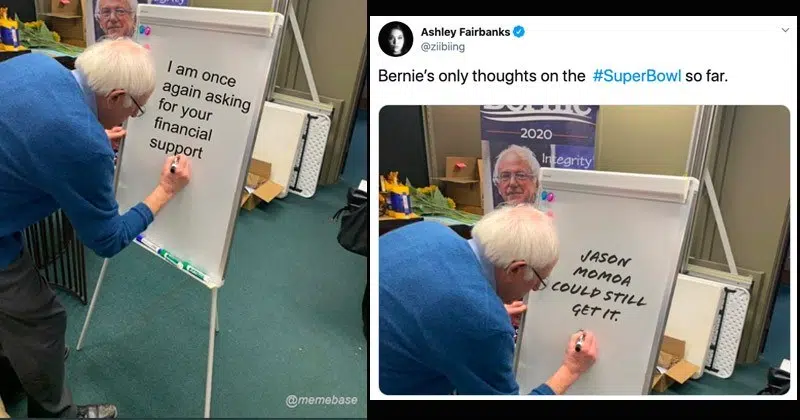 I am once
again asking
for your
financial
support
@memebase
Ashley Fairbanks
@ziibiing
Bernie's only thoughts on the #SuperBowl so far.
Bernie
2020
Integrity
JASON
MOMOA
COULD STILL
GET IT.